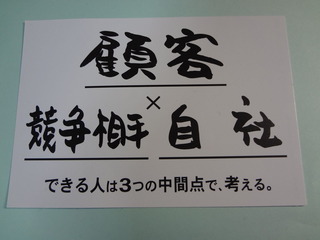 顧客
×
競争相手 自社
できる人は3つの中間点で、考える。